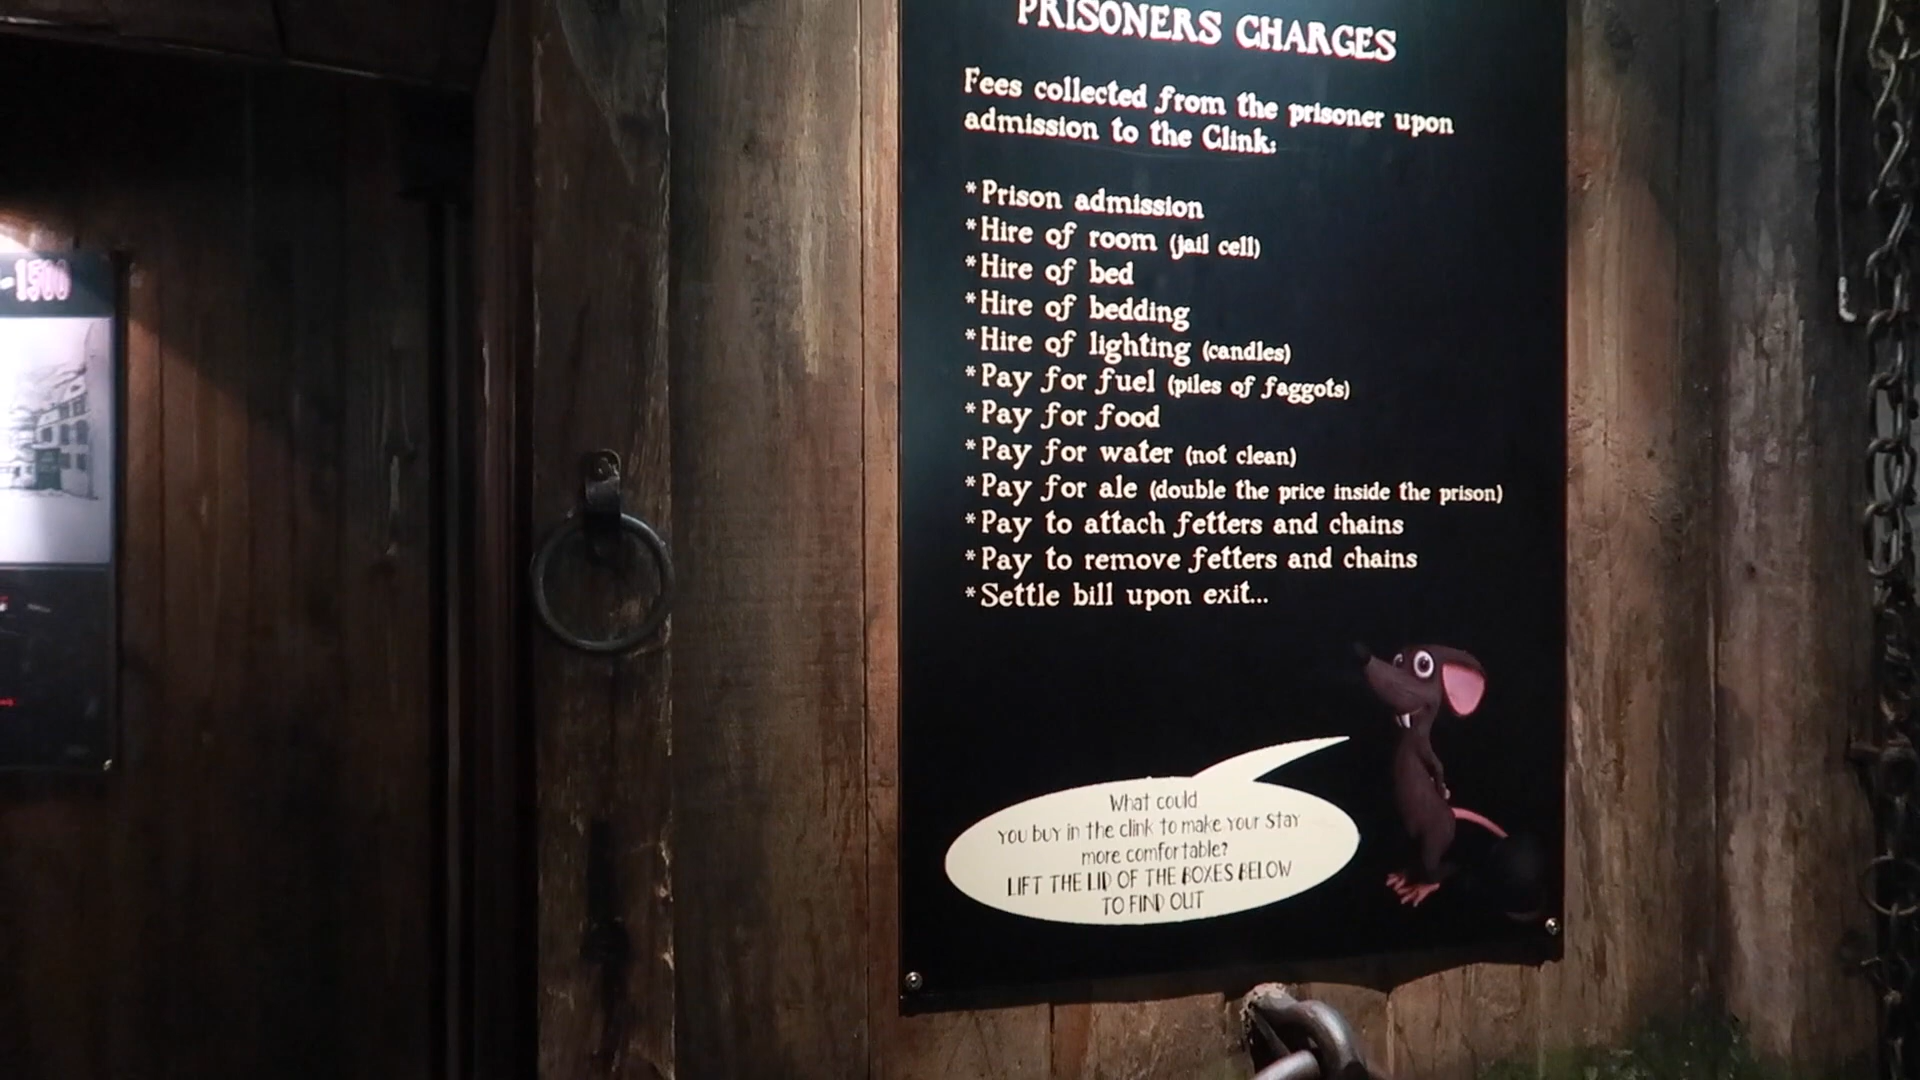 PRISONERS CHARGES
Fees collected from the prisoner upon
admission to the Clink:
*Prison admission
*Hire of room (jail cell)
*Hire of bed
*Hire of bedding
*Hire of lighting (candles)
*Pay for fuel (piles of faggots)
*Pay for food
*Pay for water (not clean)
*Pay for ale (double the price inside the prison)
*Pay to attach fetters and chains
*Pay to remove fetters and chains
*Settle bill upon exit...
What could
you buy in the clink to make your stay
more comfortable?
LIFT THE LID OF THE BOXES BELOW
TO FIND OUT
-1500